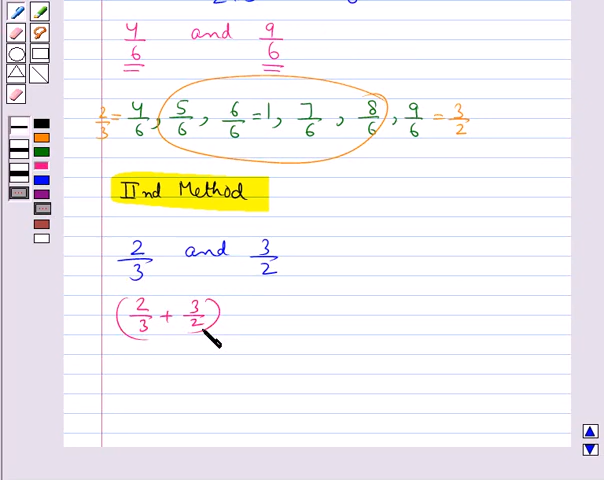 4/6 and 9/6
2/3 = 4/6, 5/6, 6/6 = 1, 7/6, 8/6, 9/6 = 3/2
IInd Method
2/3 and 3/2
(2/3 + 3/2)